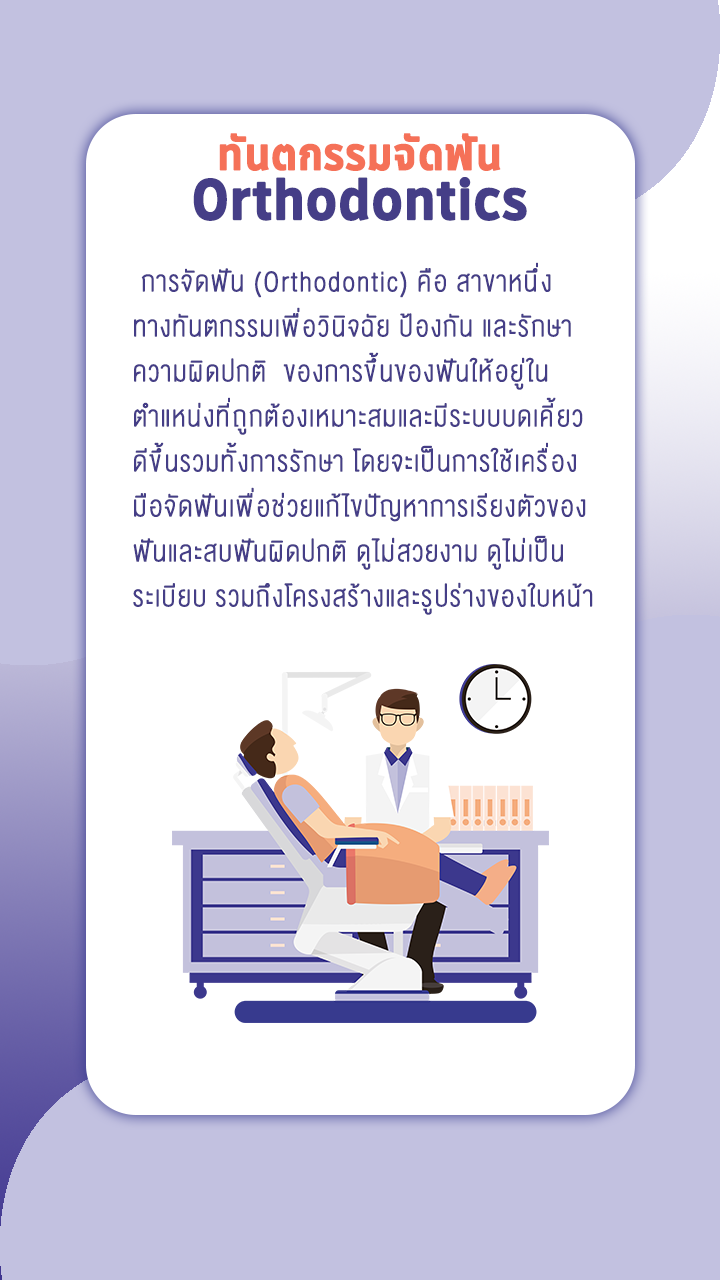 ทันตกรรมจัดฟัน
Orthodontics
การจัดฟัน (Orthodontic) คือ สาขาหนึ่ง
ทางทันตกรรมเพื่อวินิจฉัย ป้องกัน และรักษา
ความผิดปกติ  ของการขึ้นของฟันให้อยู่ใน
ตำแหน่งที่ถูกต้องเหมาะสมและมีระบบบดเคี้ยว
ดีขึ้นรวมทั้งการรักษา โดยจะเป็นการใช้เครื่อง
มือจัดฟันเพื่อช่วยแก้ไขปัญหาการเรียงตัวของ
ฟันและสบฟันผิดปกติ ดูไม่สวยงาม ดูไม่เป็น
ระเบียบ รวมถึงโครงสร้างและรูปร่างของใบหน้า